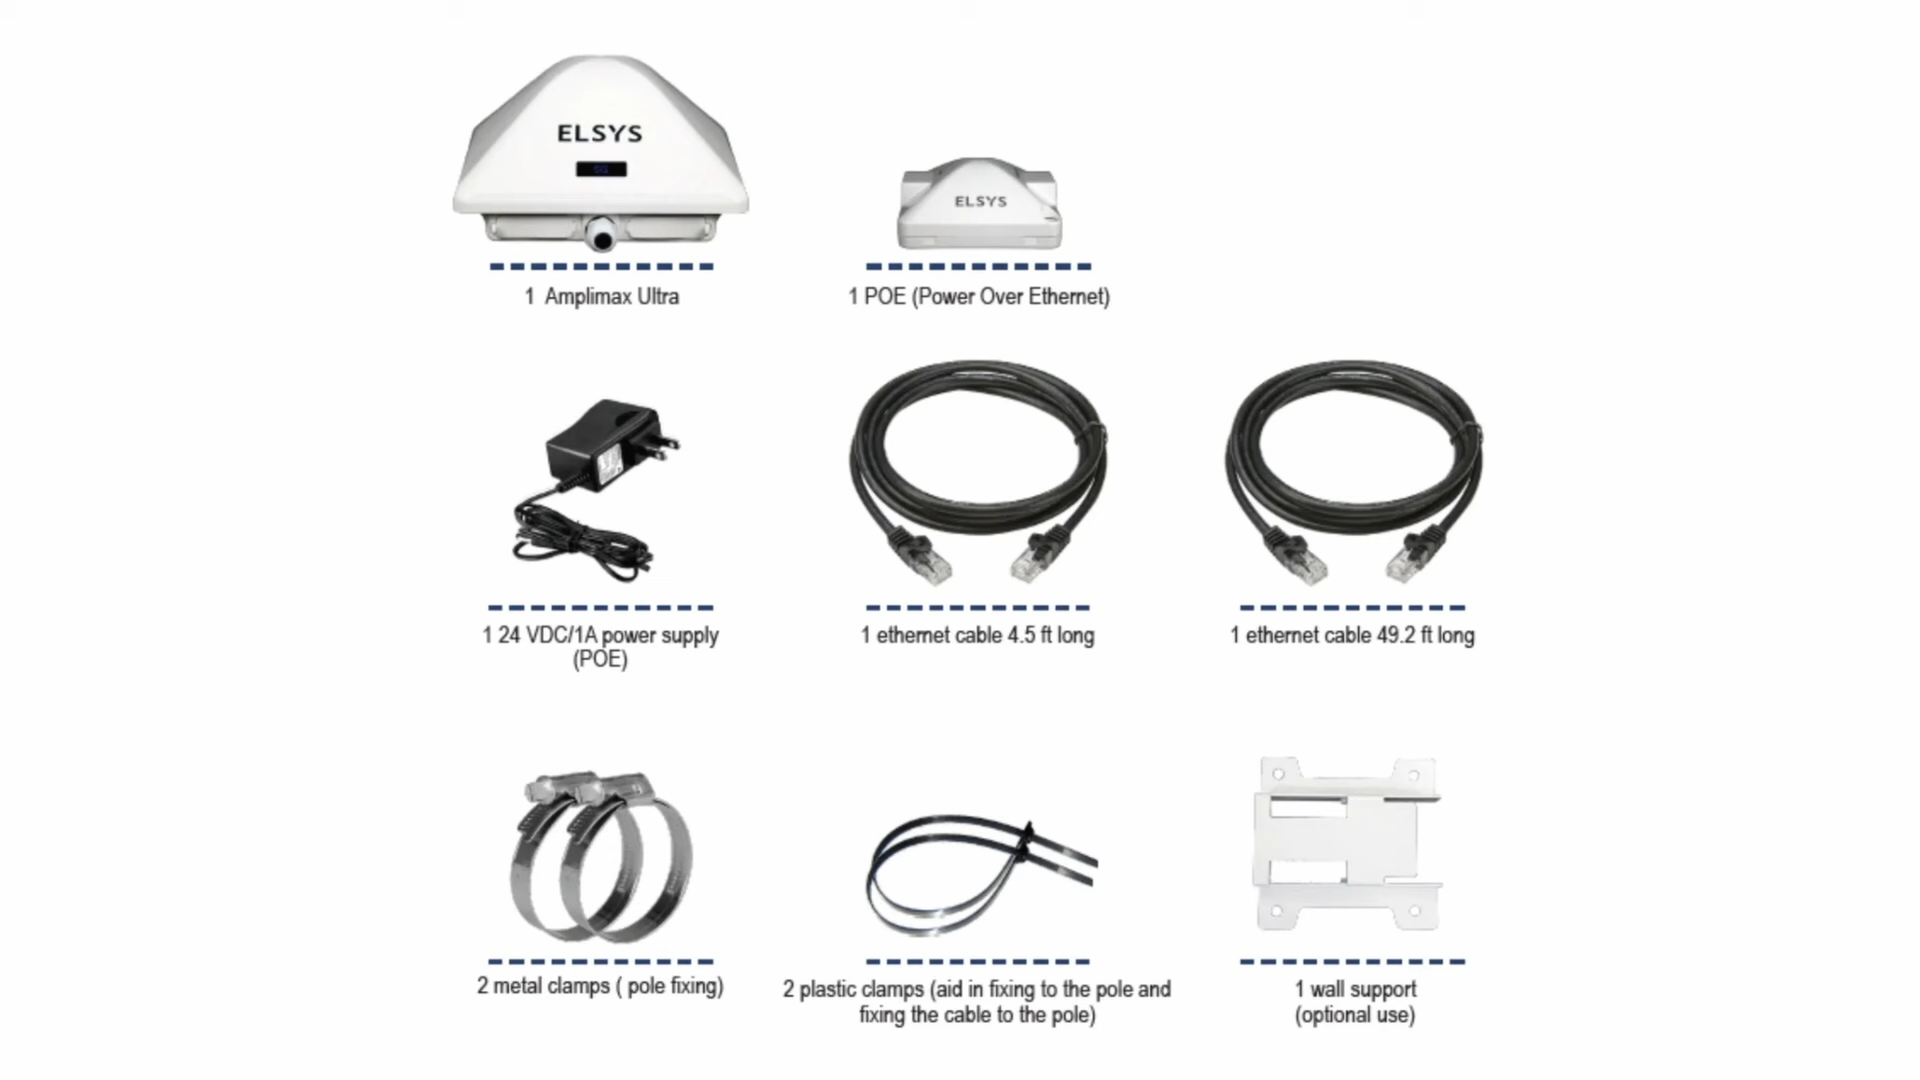 ELSYS
ELSYS
1 Amplimax Ultra
1 POE (Power Over Ethernet)
1 24 VDC/1A power supply
(POE)
1 ethernet cable 4.5 ft long
1 ethernet cable 49.2 ft long
2 metal clamps ( pole fixing)
2 plastic clamps (aid in fixing to the pole and
fixing the cable to the pole)
1 wall support
(optional use)